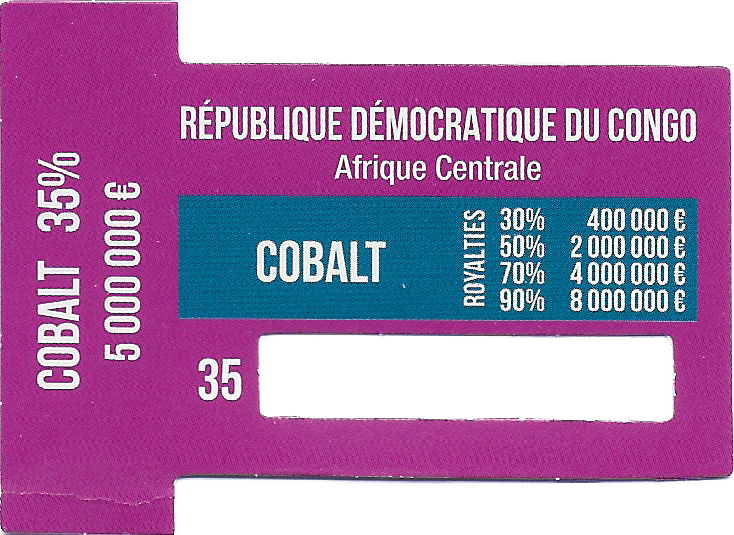 COBALT 35%
5 000 000 €
RÉPUBLIQUE DÉMOCRATIQUE DU CONGO
Afrique Centrale
COBALT
ROYALTIES
30% 400 000 €
50% 2 000 000 €
70% 4 000 000 €
90% 8 000 000 €
35